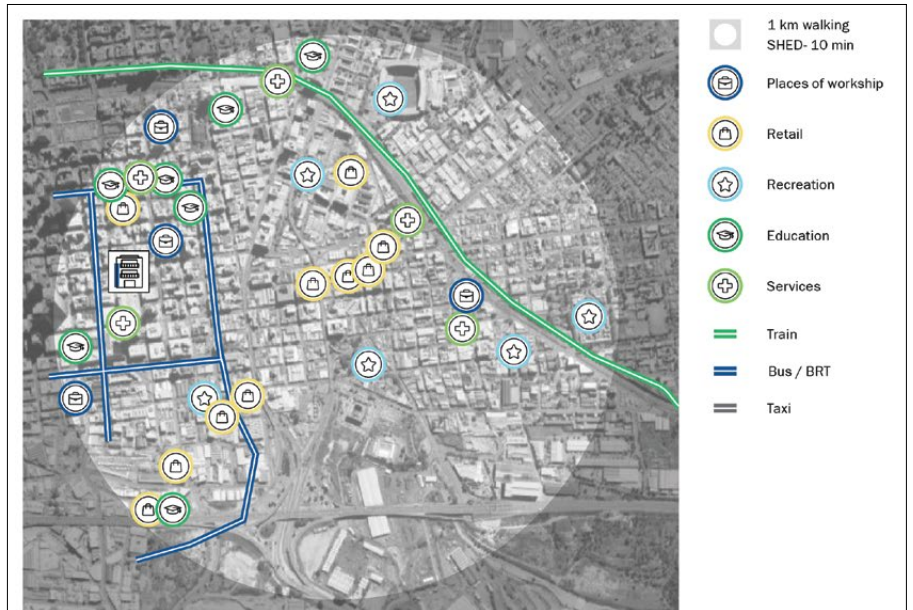 1 km walking
SHED- 10 min
Places of workship
Retail
Recreation
Education
Services
Train
Bus / BRT
Taxi